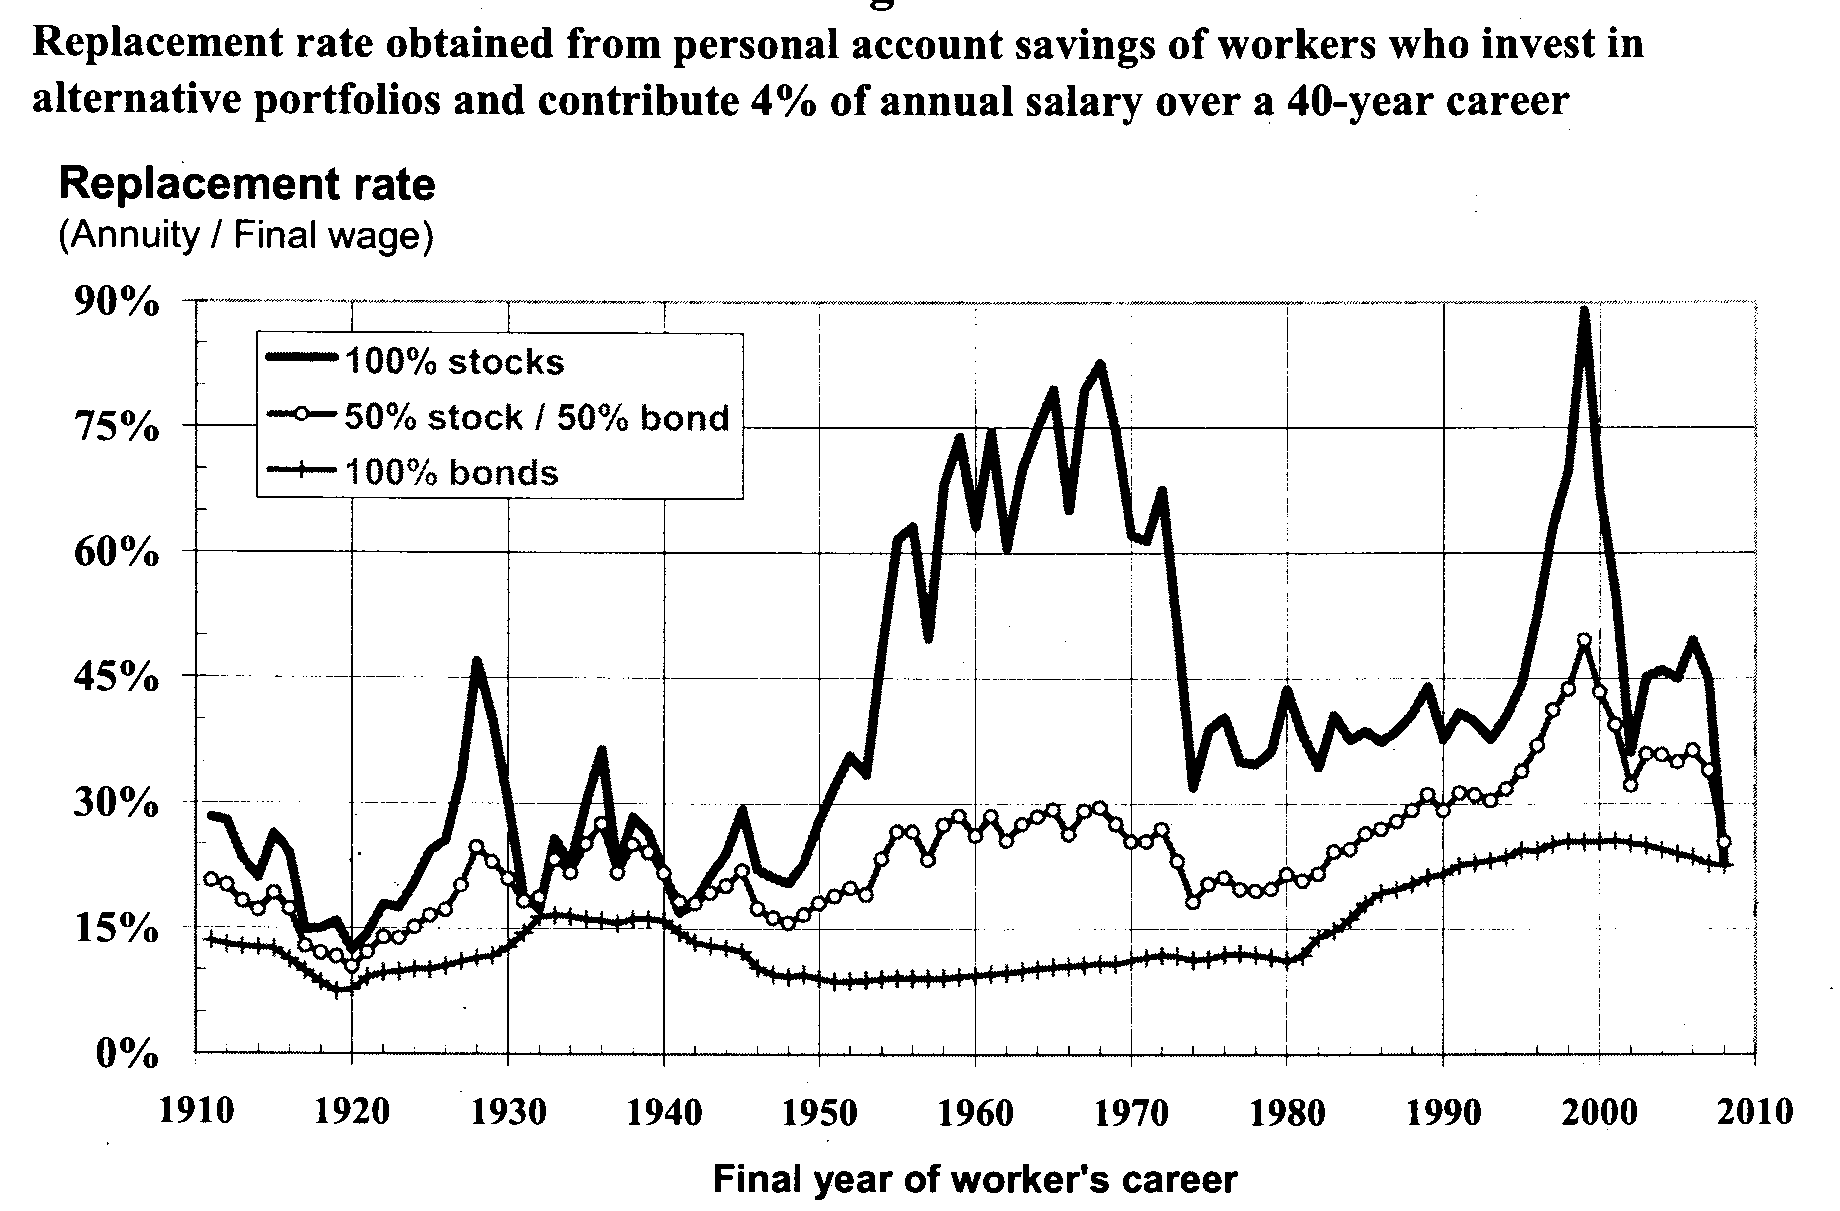 Replacement rate obtained from personal account savings of workers who invest in
alternative portfolios and contribute 4% of annual salary over a 40-year career
Replacement rate
(Annuity / Final wage)
90%
100% stocks
75%
50% stock / 50% bond
100% bonds
60%
45%
30%
15%
0%
1910 1920 1930 1940 1950 1960 1970 1980 1990 2000 2010
Final year of worker's career